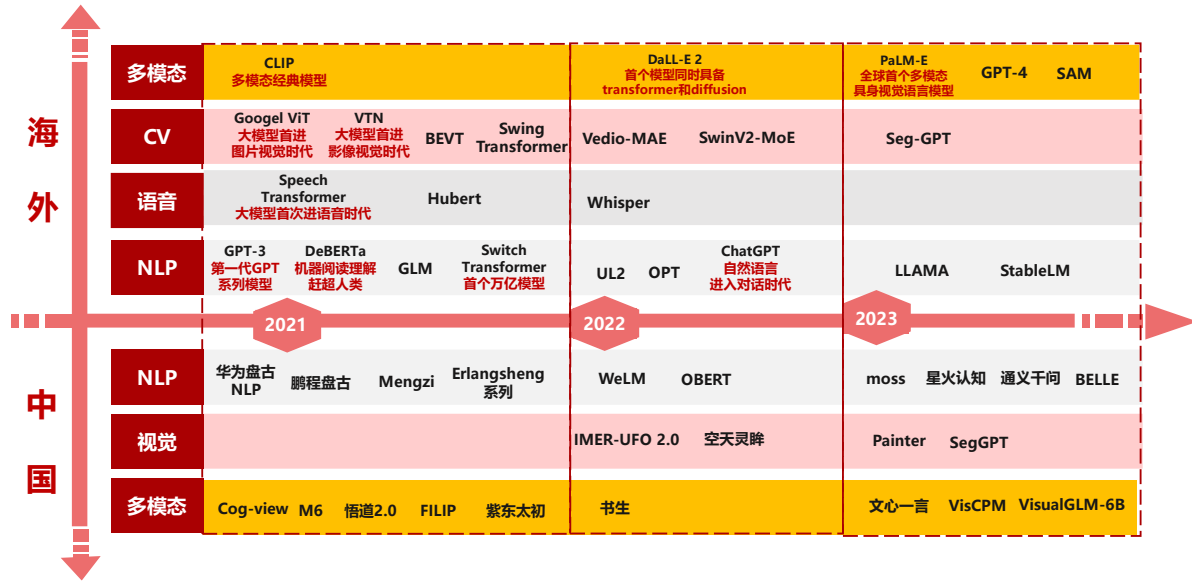 海
外
多模态
CLIP
多模态经典模型
DaLL-E 2
首个模型同时具备
transformer和diffusion
PaLM-E
全球首个多模态
具身视觉语言模型
GPT-4
SAM
CV
Googel ViT
大模型首进
图片视觉时代
VTN
大模型首进
影像视觉时代
BEVT
Swing
Transformer
Vedio-MAE
SwinV2-MoE
Seg-GPT
语音
Speech
Transformer
大模型首次进语音时代
Hubert
Whisper
NLP
GPT-3
第一代GPT
系列模型
DeBERTa
机器阅读理解
赶超人类
GLM
Switch
Transformer
首个万亿模型
UL2
OPT
ChatGPT
自然语言
进入对话时代
LLAMA
StableLM
2021
2022
2023
中
国
NLP
华为盘古
NLP
鹏程盘古
Mengzi
Erlangsheng
系列
WeLM
OBERT
moss
星火认知
通义千问
BELLE
视觉
IMER-UFO 2.0
空天灵眸
Painter
SegGPT
多模态
Cog-view
M6
悟道2.0
FILIP
紫东太初
书生
文心一言
VisCPM
VisualGLM-6B